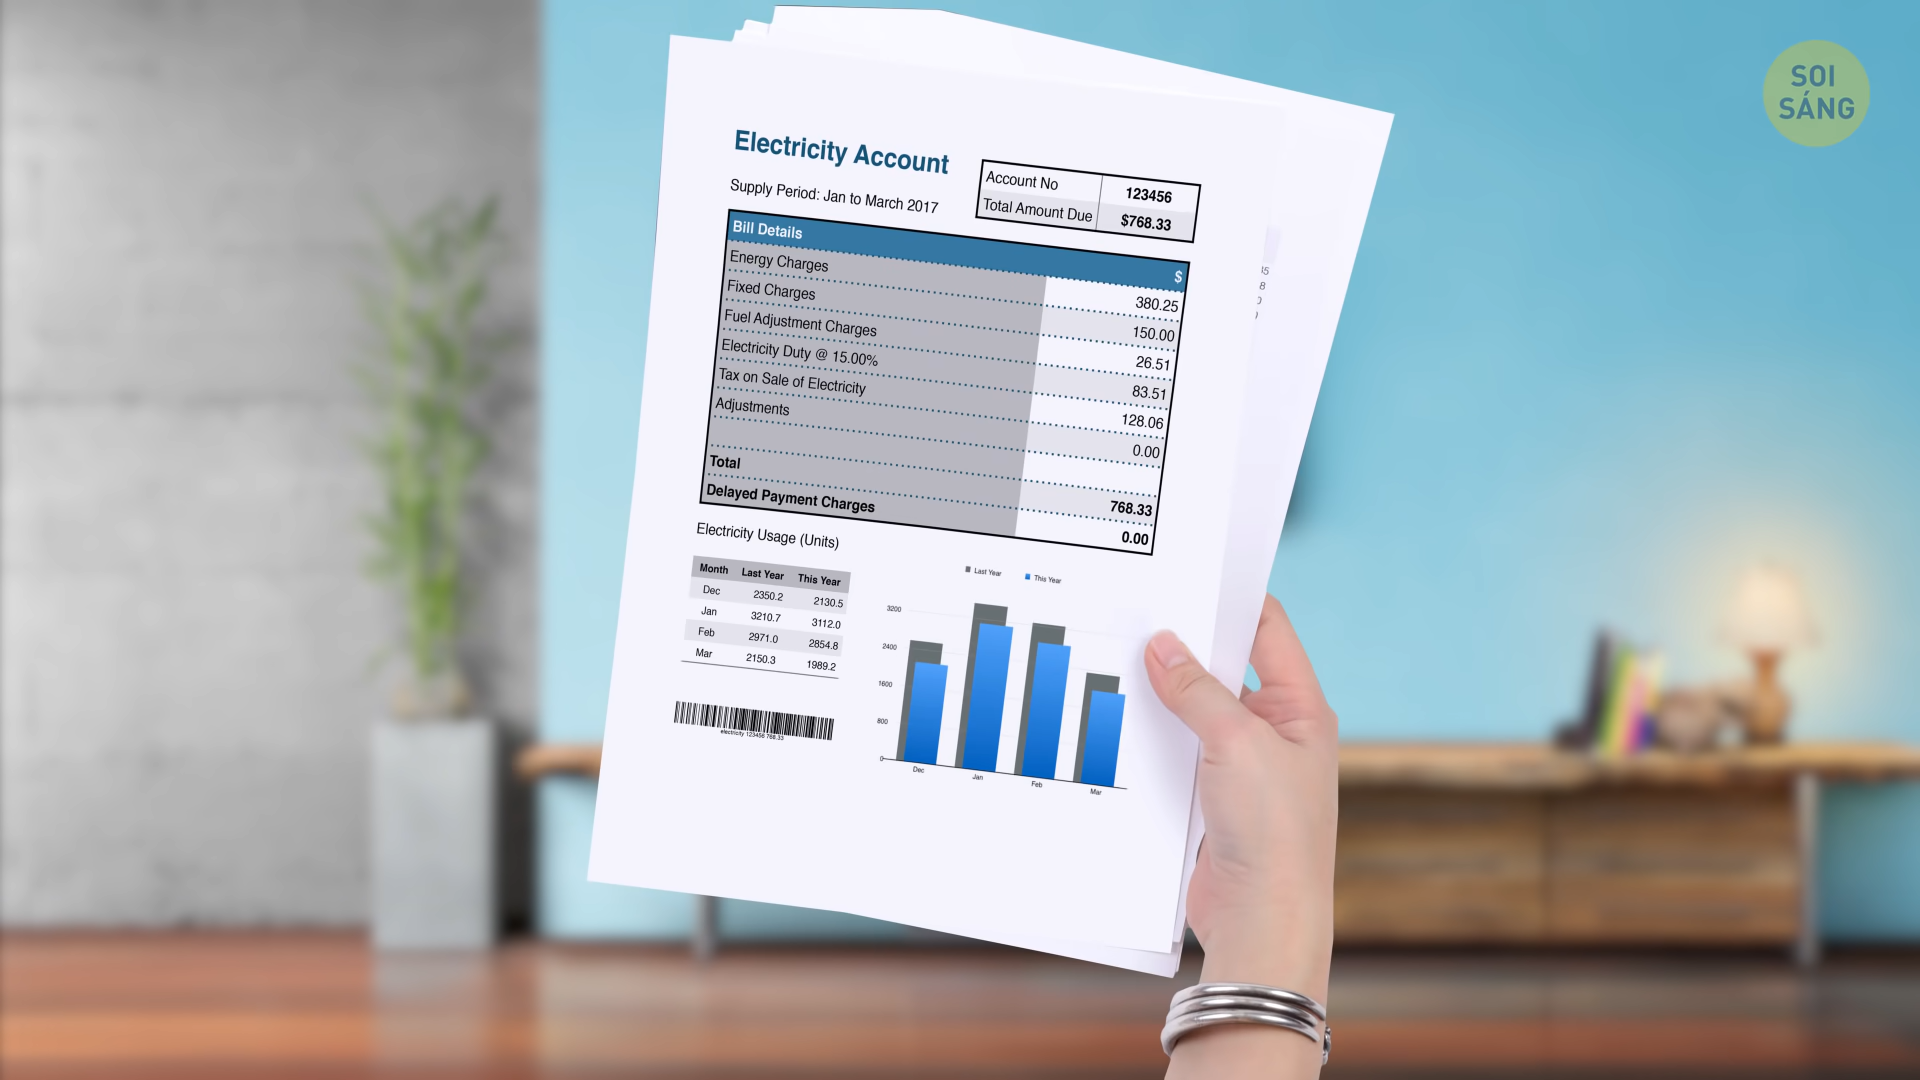 SOI
SÁNG
Electricity Account
Supply Period: Jan to March 2017
Account No 123456
Total Amount Due $768.33
Bill Details $
Energy Charges 380.25
Fixed Charges 150.00
Fuel Adjustment Charges 26.51
Electricity Duty @ 15.00% 83.51
Tax on Sale of Electricity 128.06
Adjustments 0.00
Total 768.33
Delayed Payment Charges 0.00
Electricity Usage (Units)
Month Last Year This Year
Dec 2350.2 2130.5
Jan 3210.7 3112.0
Feb 2971.0 2854.8
Mar 2150.3 1989.2
electricity 123456 768.33
Last Year This Year
3200
2400
1600
800
0
Dec Jan Feb Mar